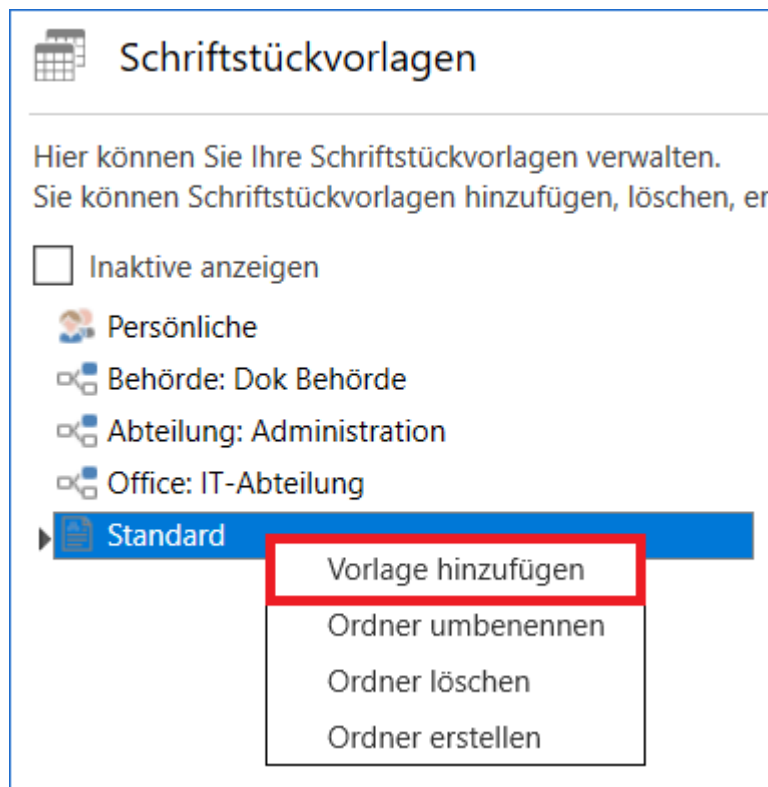 Schriftstückvorlagen
Hier können Sie Ihre Schriftstückvorlagen verwalten.
Sie können Schriftstückvorlagen hinzufügen, löschen,
Inaktive anzeigen
Persönliche
Behörde: Dok Behörde
Abteilung: Administration
Office: IT-Abteilung
Standard
Vorlage hinzufügen
Ordner umbenennen
Ordner löschen
Ordner erstellen